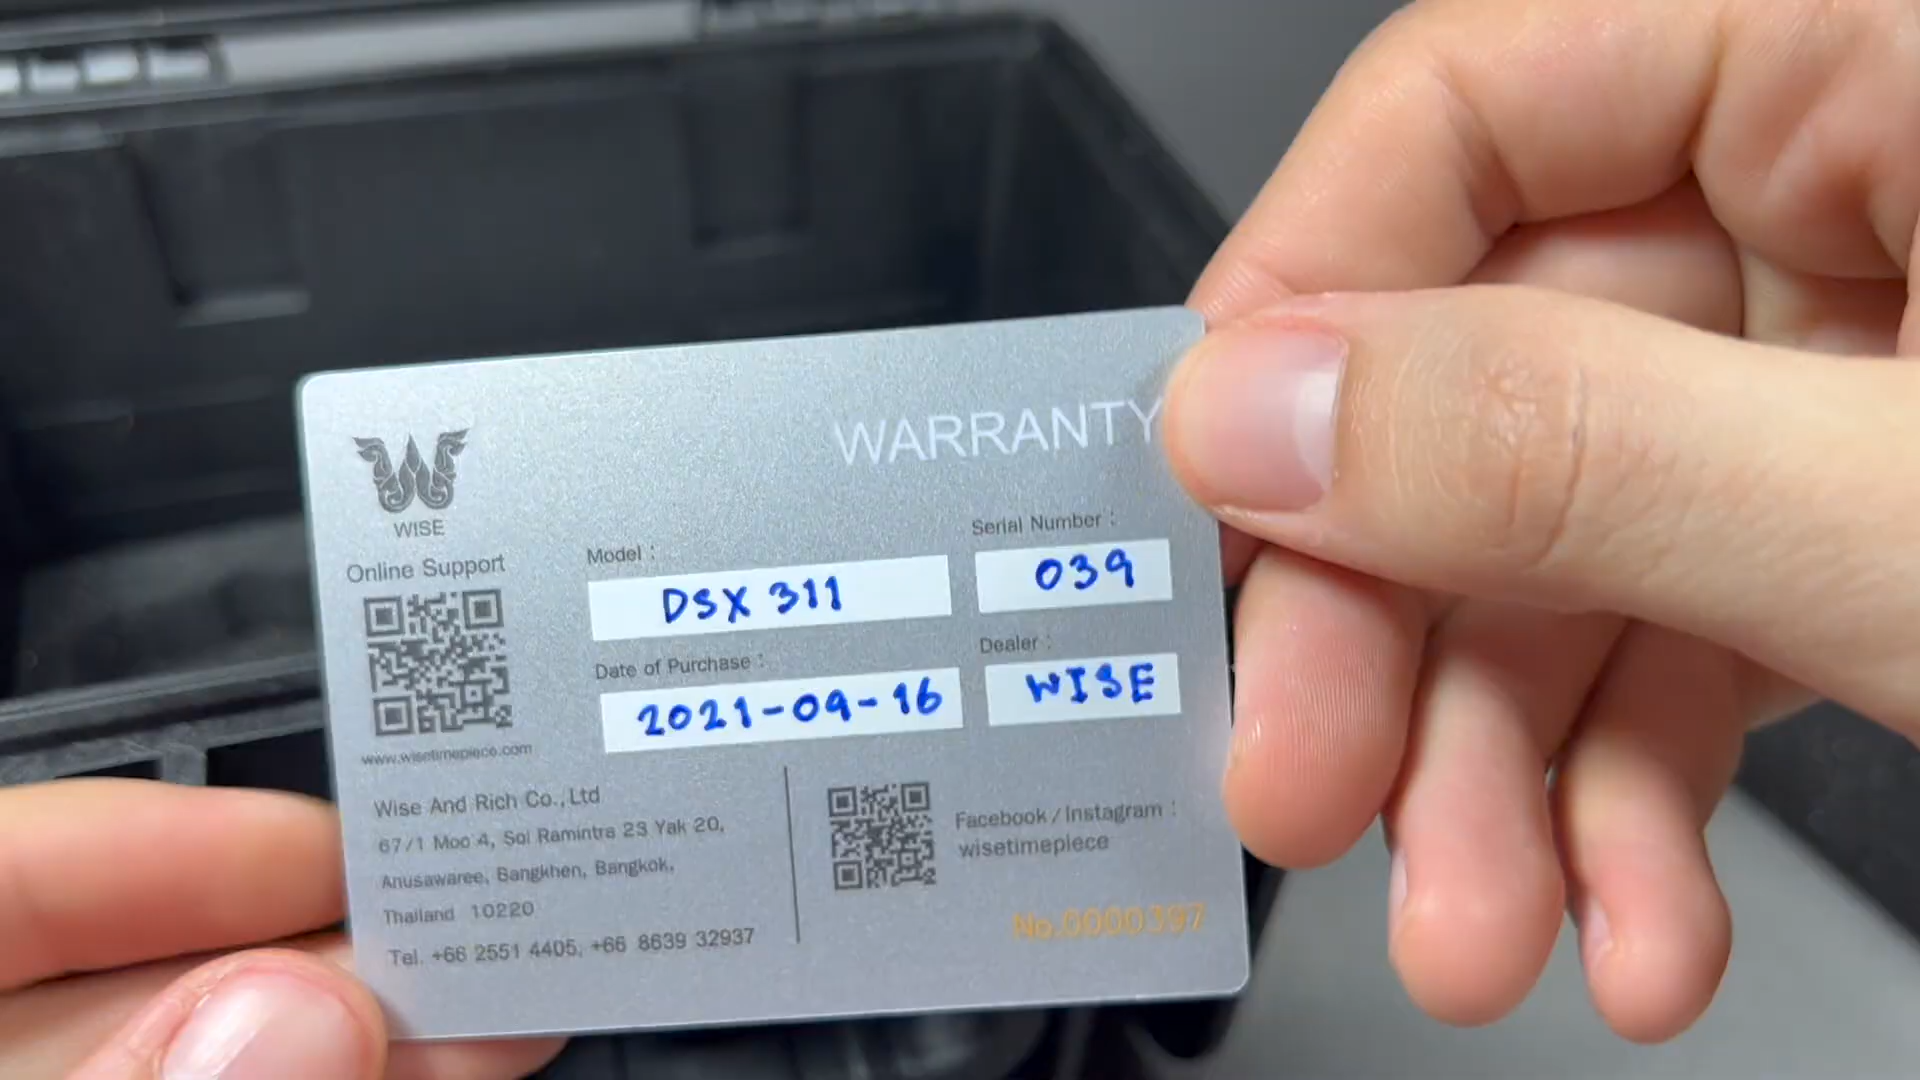 WARRANTY
WISE
Online Support
www.wisetimepiece.com
Model :
DSX 311
Serial Number :
039
Date of Purchase :
2021-09-16
Dealer :
WISE
Wise And Rich Co.,Ltd
67/1 Moo 4, Soi Ramintra 23 Yak 20,
Anusawaree, Bangkhen, Bangkok,
Thailand 10220
Tel. +66 2551 4405, +66 8639 32937
Facebook / Instagram :
wisetimepiece
No.0000397